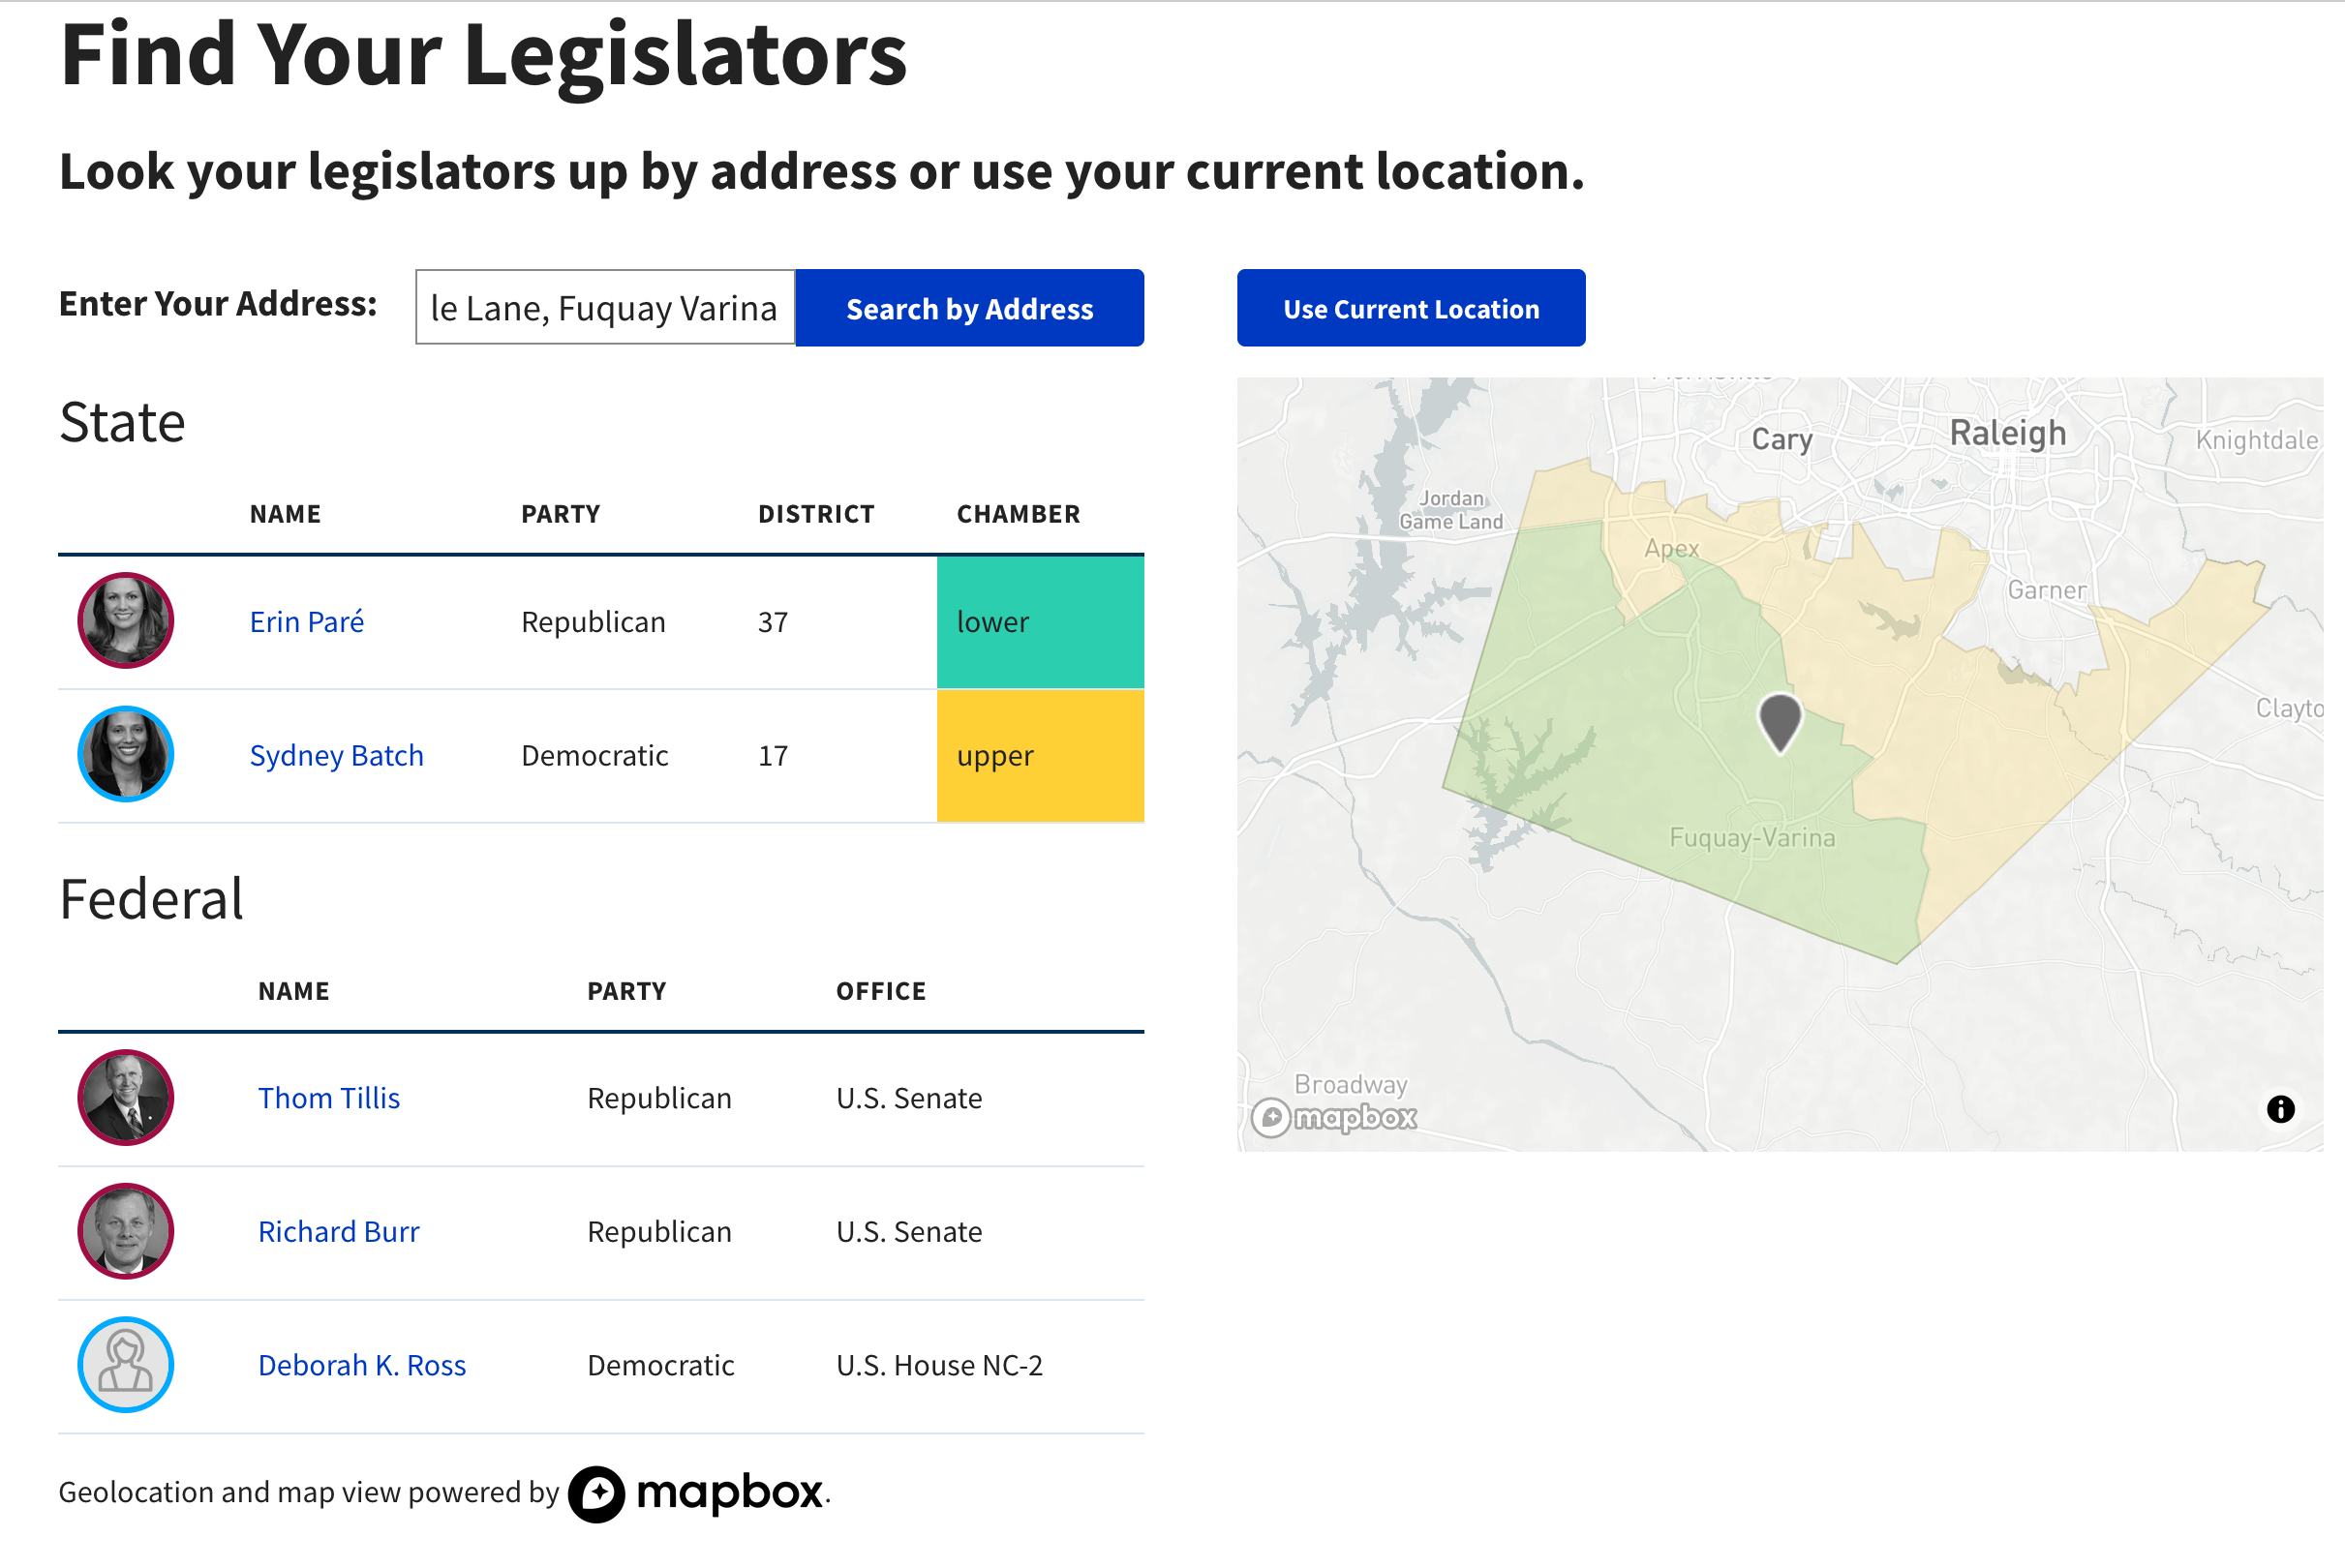 Find Your Legislators
Look your legislators up by address or use your current location.
Enter Your Address:
le Lane, Fuquay Varina
Search by Address
Use Current Location
State
NAME PARTY DISTRICT CHAMBER
Erin Paré Republican 37 lower
Sydney Batch Democratic 17 upper
Federal
NAME PARTY OFFICE
Thom Tillis Republican U.S. Senate
Richard Burr Republican U.S. Senate
Deborah K. Ross Democratic U.S. House NC-2
Geolocation and map view powered by mapbox.
Cary
Raleigh
Knightdale
Jordan
Game Land
Apex
Garner
Clayto
Fuquay-Varina
Broadway
mapbox